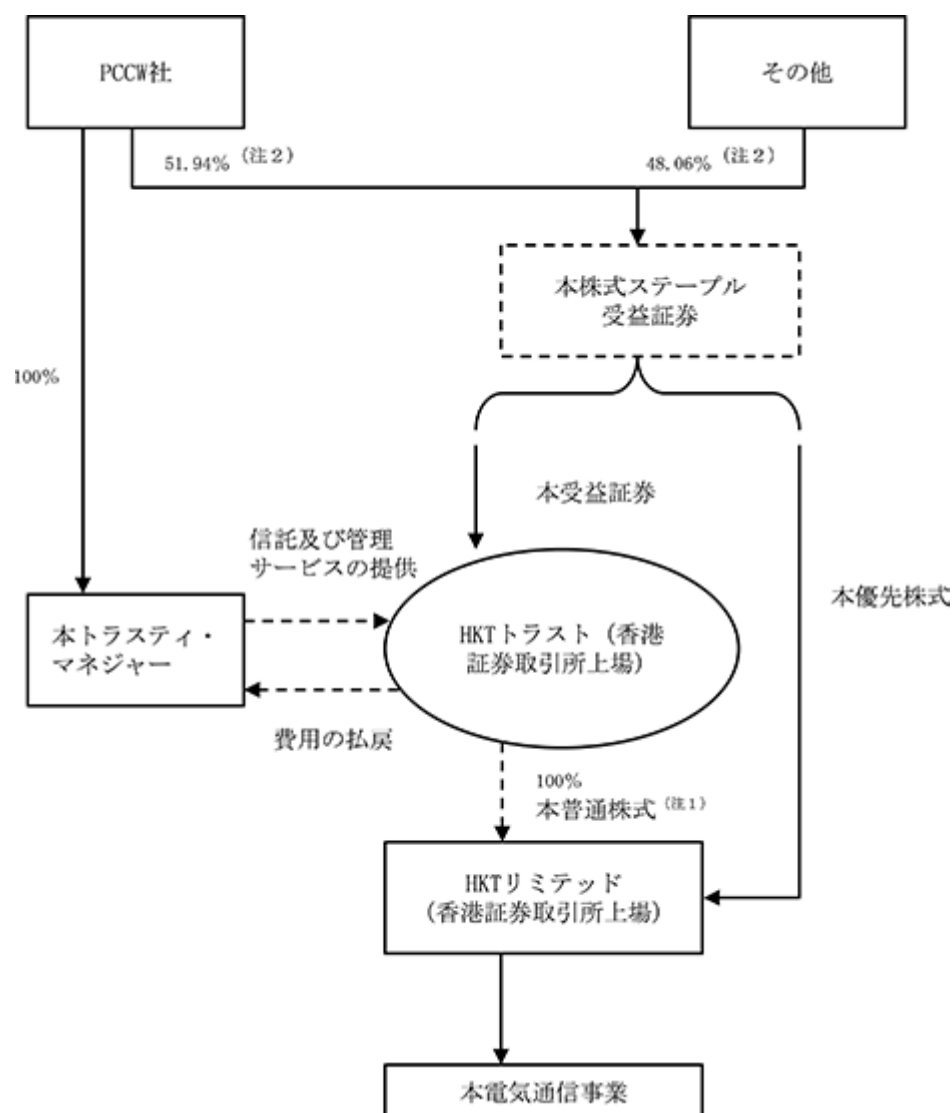 PCCW社
その他
51.94% (注2)
48.06% (注2)
本株式ステープル
受益証券
100%
本受益証券
信託及び管理
サービスの提供
本優先株式
本トラスティ・
マネジャー
HKTトラスト (香港
証券取引所上場)
費用の払戻
100%
本普通株式 (注1)
HKTリミテッド
(香港証券取引所上場)
本電気通信事業